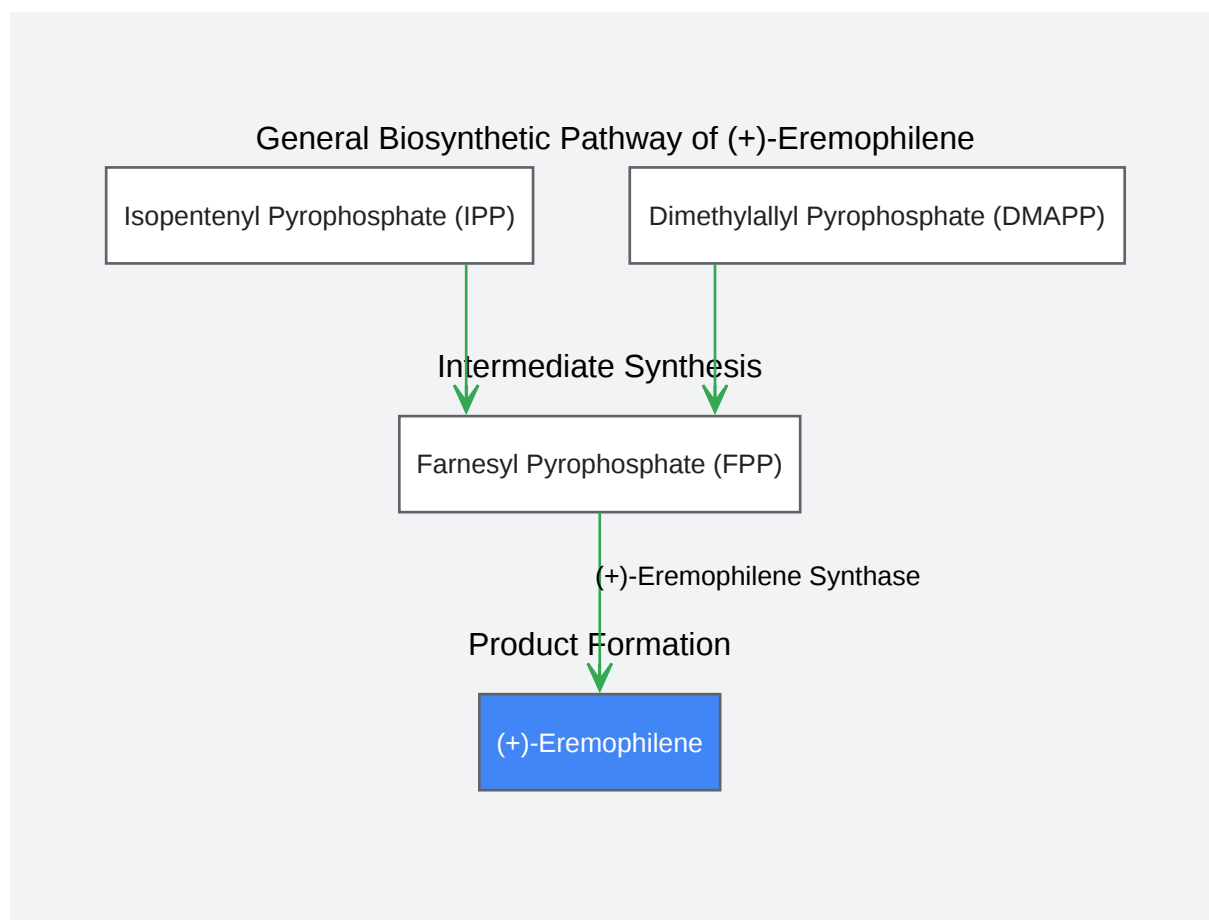 General Biosynthetic Pathway of (+)-Eremophilene
Isopentenyl Pyrophosphate (IPP)
Dimethylallyl Pyrophosphate (DMAPP)
Intermediate Synthesis
Farnesyl Pyrophosphate (FPP)
(+)-Eremophilene Synthase
Product Formation
(+)-Eremophilene